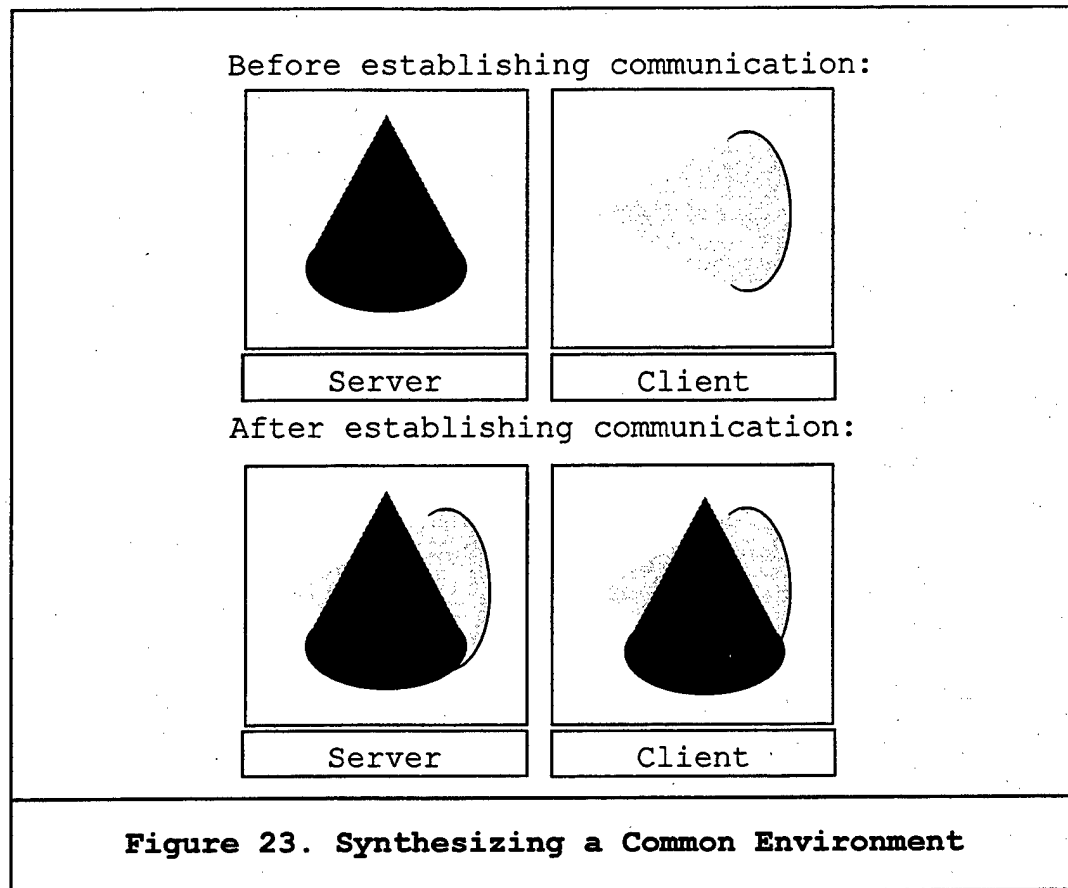 Before establishing communication:
Server
Client
After establishing communication:
Server
Client
Figure 23. Synthesizing a Common Environment